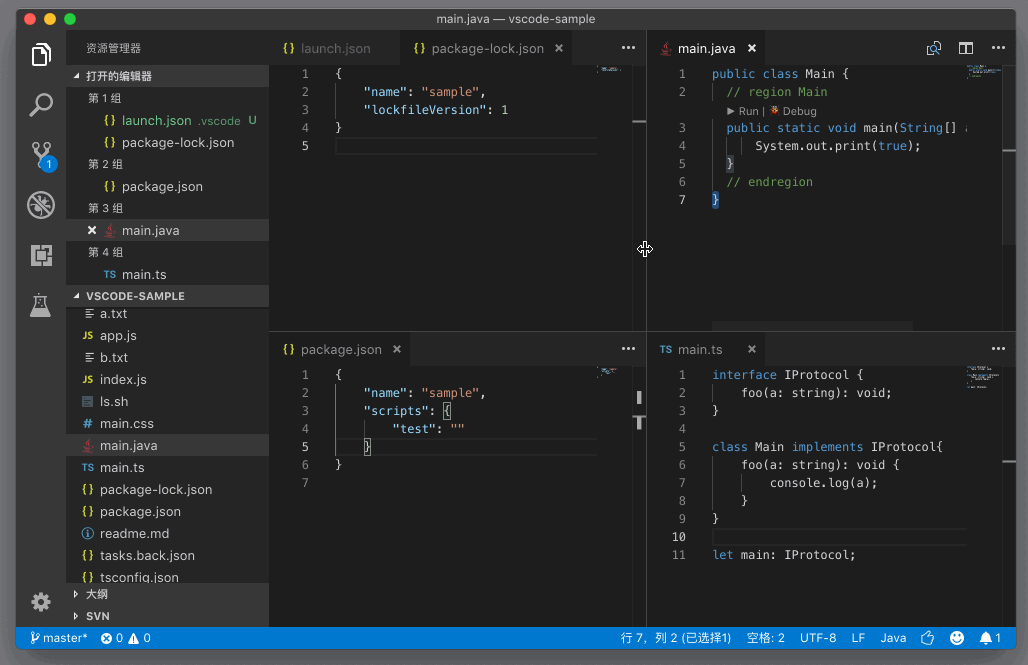 main.java — vscode-sample
资源管理器
打开的编辑器
第 1 组
{} launch.json .vscode U
{} package-lock.json
第 2 组
{} package.json
第 3 组
main.java
第 4 组
TS main.ts
1
VSCODE-SAMPLE
a.txt
JS app.js
b.txt
JS index.js
ls.sh
# main.css
main.java
TS main.ts
{} package-lock.json
{} package.json
readme.md
{} tasks.back.json
tsconfig.json
大纲
SVN
{} launch.json {} package-lock.json × ···
1 {
2 "name": "sample",
3 "lockfileVersion": 1
4 }
5
main.java × ···
1 public class Main {
2 // region Main
▶ Run | Debug
3 public static void main(String[]
4 System.out.print(true);
5 }
6 // endregion
7 }
{} package.json × ···
1 {
2 "name": "sample",
3 "scripts": {
4 "test": ""
5 }
6 }
7
TS main.ts × ···
1 interface IProtocol {
2 foo(a: string): void;
3 }
4
5 class Main implements IProtocol{
6 foo(a: string): void {
7 console.log(a);
8 }
9 }
10
11 let main: IProtocol;
master* 0 0 行 7，列 2 (已选择1) 空格: 2 UTF-8 LF Java 1